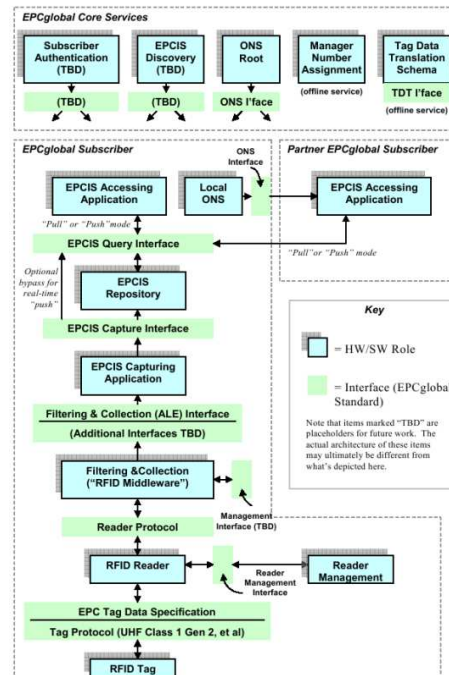 EPCglobal Core Services
Subscriber
Authentication
(TBD)
EPCIS
Discovery
(TBD)
ONS
Root
Manager
Number
Assignment
Tag Data
Translation
Schema
(TBD)
(TBD)
ONS I'face
(offline service)
TDT I'face
(offline service)
EPCglobal Subscriber
ONS
Interface
Partner EPCglobal Subscriber
EPCIS Accessing
Application
Local
ONS
EPCIS Accessing
Application
"Pull" or "Push" mode
EPCIS Query Interface
"Pull" or "Push" mode
Optional
bypass for
real-time
"push"
EPCIS
Repository
EPCIS Capture Interface
EPCIS Capturing
Application
Filtering & Collection (ALE) Interface
(Additional Interfaces TBD)
Filtering &Collection
("RFID Middleware")
Management
Interface (TBD)
Reader Protocol
RFID Reader
Reader
Management
Interface
Reader
Management
EPC Tag Data Specification
Tag Protocol (UHF Class 1 Gen 2, et al)
RFID Tag
Key
= HW/SW Role
= Interface (EPCglobal
Standard)
Note that items marked "TBD" are
placeholders for future work. The
actual architecture of these items
may ultimately be different from
what's depicted here.